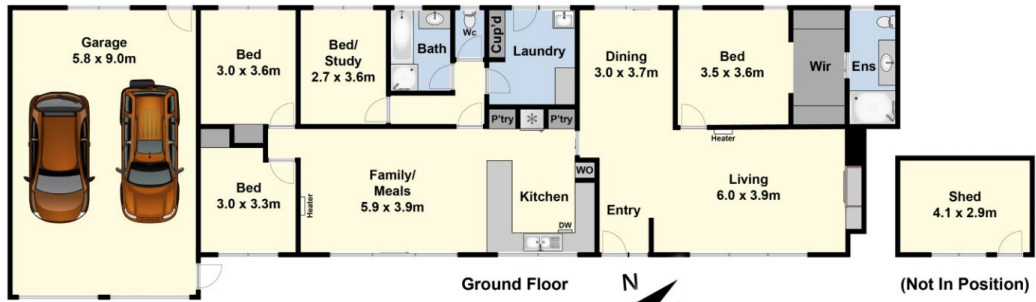 Garage
5.8 x 9.0m
Bed
3.0 x 3.6m
Bed/
Study
2.7 x 3.6m
Bath
Wc
Cup'd
Laundry
Dining
3.0 x 3.7m
Bed
3.5 x 3.6m
Wir
Ens
P'try
P'try
Bed
3.0 x 3.3m
Heater
Family/
Meals
5.9 x 3.9m
Kitchen
DW
WO
Entry
Heater
Living
6.0 x 3.9m
Shed
4.1 x 2.9m
Ground Floor
N
(Not In Position)